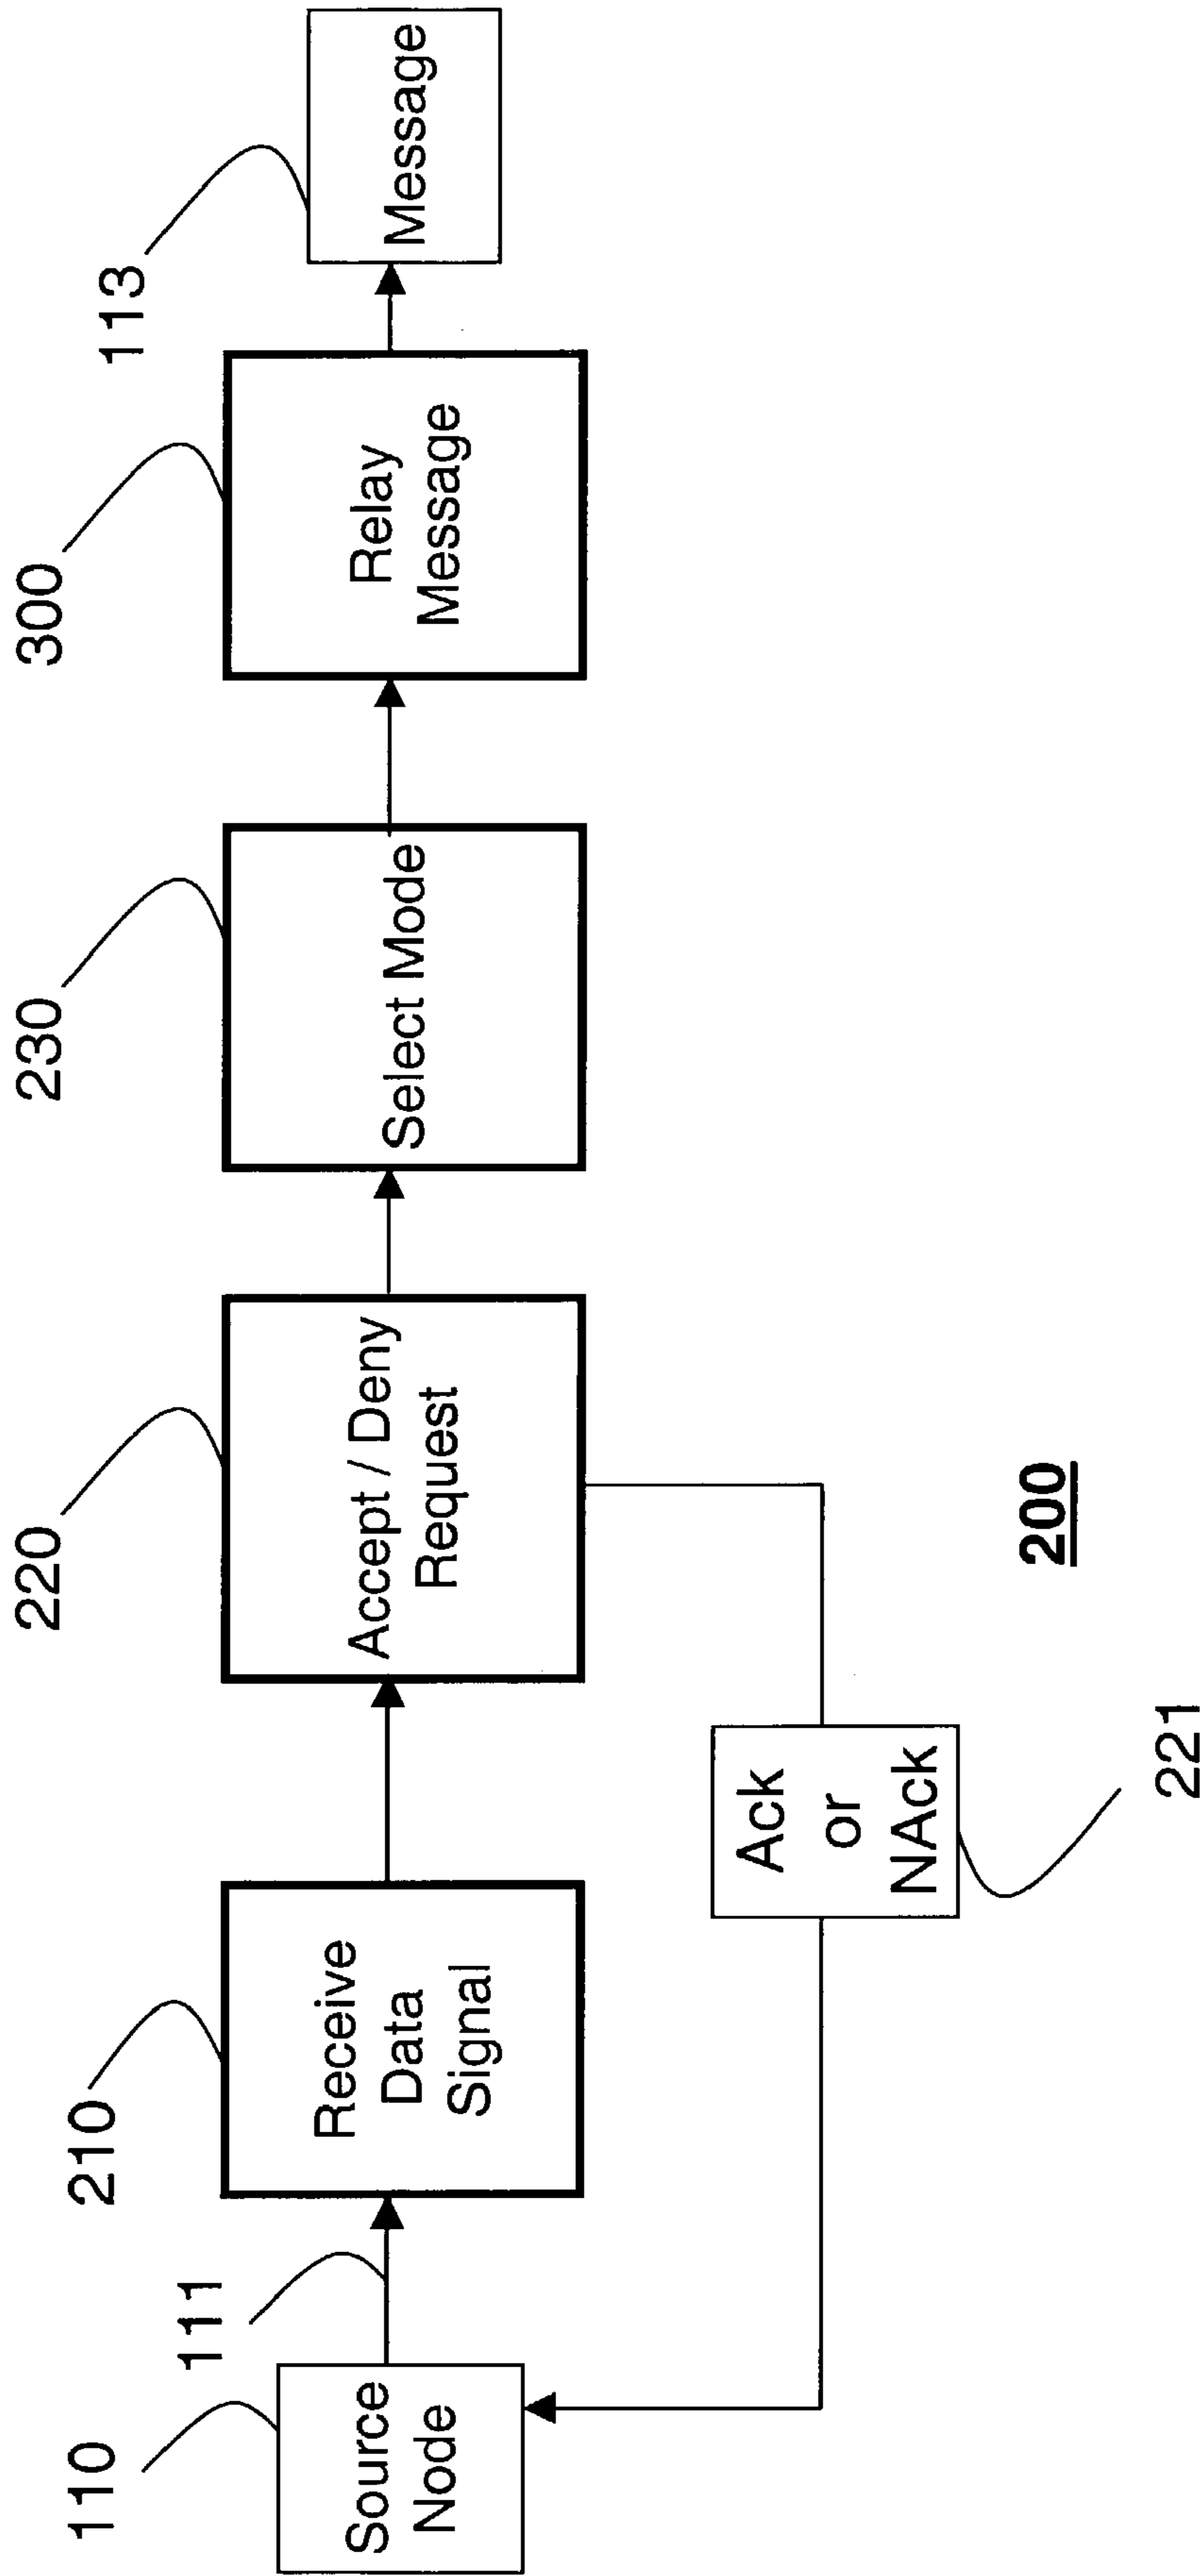 110
111
210
220
230
300
113
Source
Node
Receive
Data
Signal
Accept / Deny
Request
Select Mode
Relay
Message
Message
Ack
or
NAck
221
200